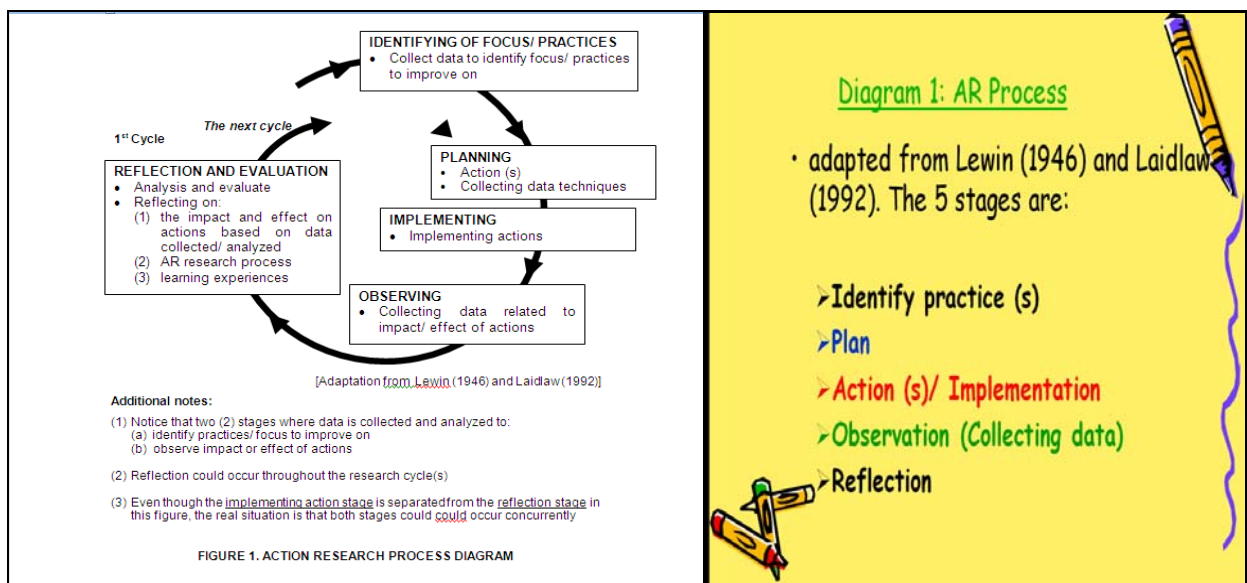 IDENTIFYING OF FOCUS/ PRACTICES
• Collect data to identify focus/ practices
to improve on
The next cycle
1st Cycle
PLANNING
• Action (s)
• Collecting data techniques
REFLECTION AND EVALUATION
• Analysis and evaluate
• Reflecting on:
(1) the impact and effect on
actions based on data
collected/ analyzed
(2) AR research process
(3) learning experiences
IMPLEMENTING
• Implementing actions
OBSERVING
• Collecting data related to
impact/ effect of actions
[Adaptation from Lewin (1946) and Laidlaw (1992)]
Additional notes:
(1) Notice that two (2) stages where data is collected and analyzed to:
(a) identify practices/ focus to improve on
(b) observe impact or effect of actions
(2) Reflection could occur throughout the research cycle(s)
(3) Even though the implementing action stage is separated from the reflection stage in
this figure, the real situation is that both stages could could occur concurrently
FIGURE 1. ACTION RESEARCH PROCESS DIAGRAM
Diagram 1: AR Process
• adapted from Lewin (1946) and Laidlaw
(1992). The 5 stages are:
➢Identify practice (s)
➢Plan
➢Action (s)/ Implementation
➢Observation (Collecting data)
➢Reflection